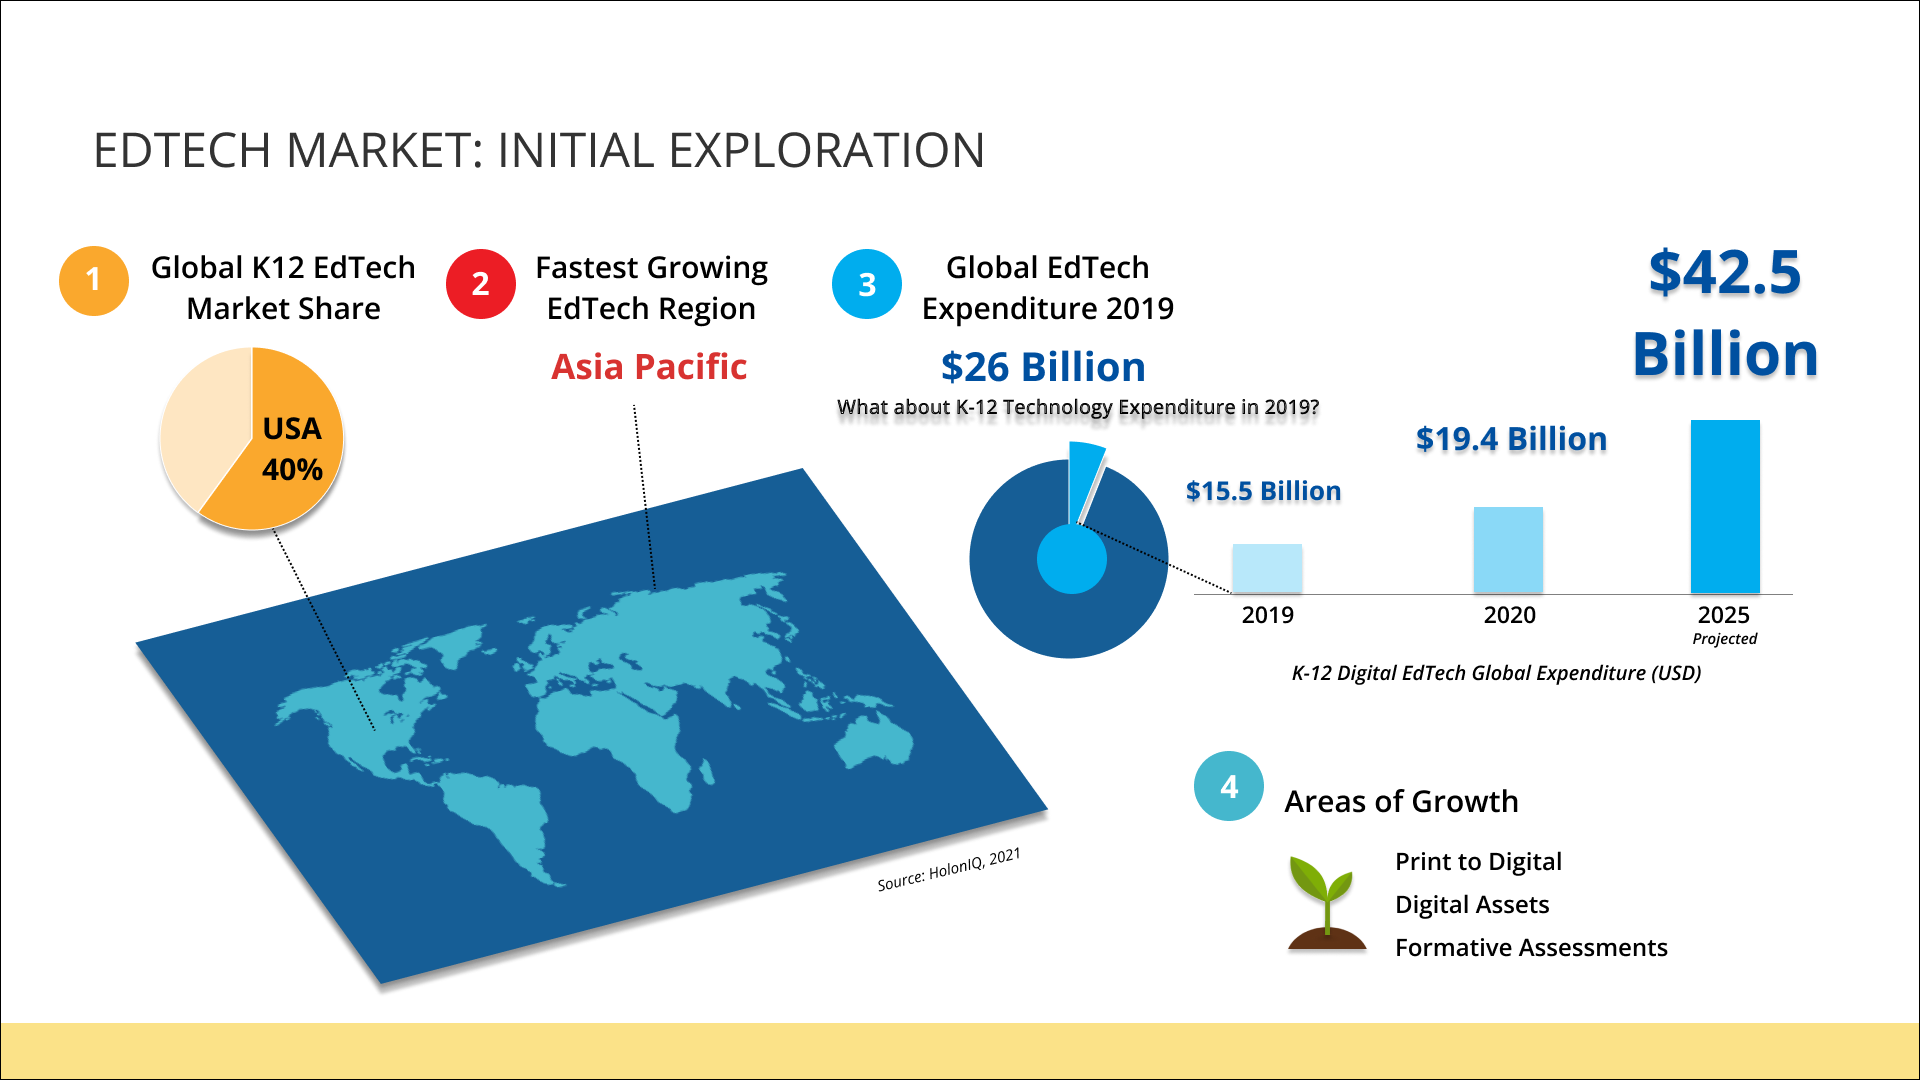 EDTECH MARKET: INITIAL EXPLORATION
1
Global K12 EdTech
Market Share
USA
40%
2
Fastest Growing
EdTech Region
Asia Pacific
3
Global EdTech
Expenditure 2019
$26 Billion
What about K-12 Technology Expenditure in 2019?
$15.5 Billion
$19.4 Billion
$42.5
Billion
2019
2020
2025
Projected
K-12 Digital EdTech Global Expenditure (USD)
Source: HolonIQ, 2021
4
Areas of Growth
Print to Digital
Digital Assets
Formative Assessments